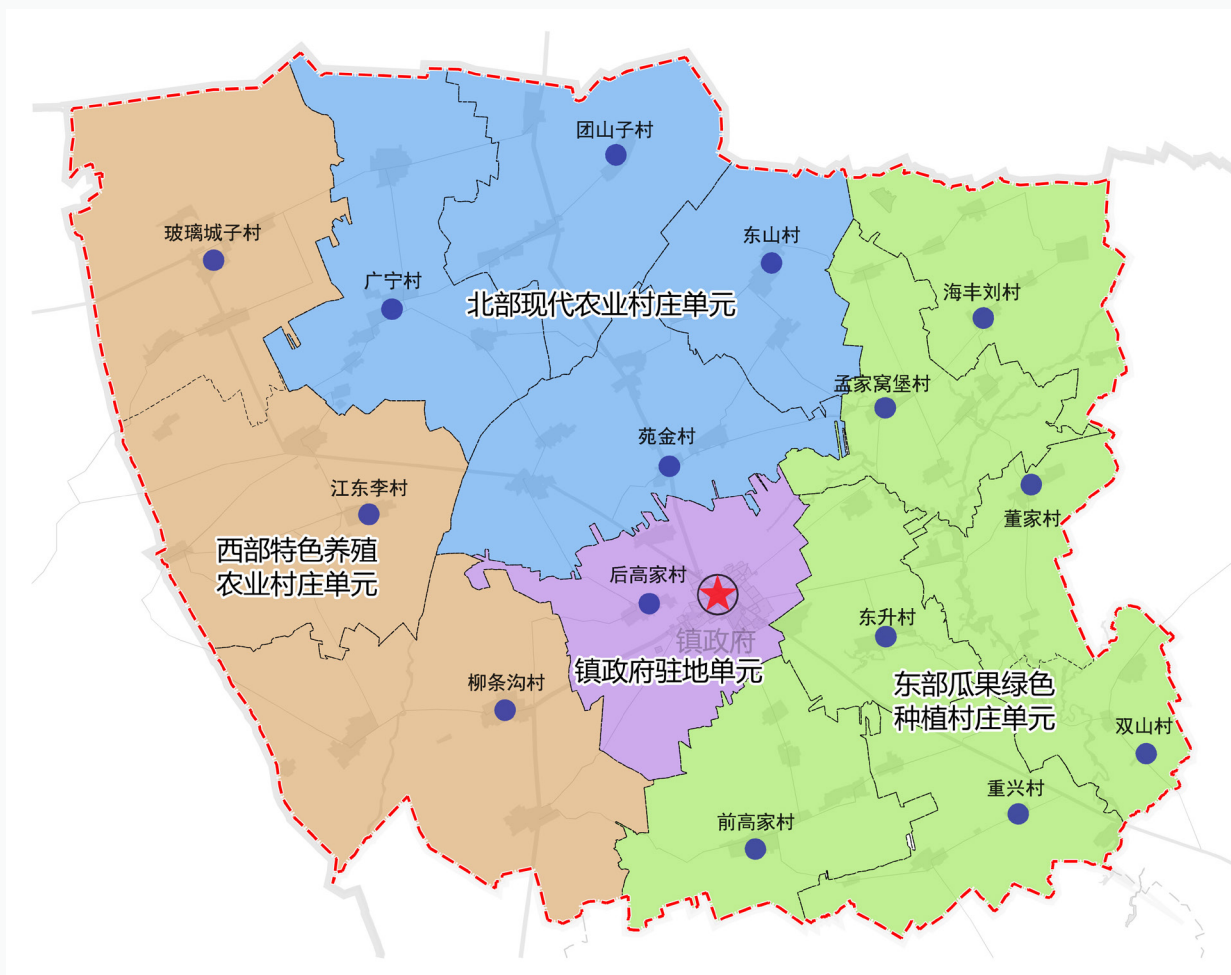 团山子村
玻璃城子村
东山村
广宁村
海丰刘村
北部现代农业村庄单元
孟家窝堡村
苑金村
江东李村
董家村
西部特色养殖
农业村庄单元
后高家村
东升村
镇政府
镇政府驻地单元
柳条沟村
东部瓜果绿色
种植村庄单元
双山村
重兴村
前高家村